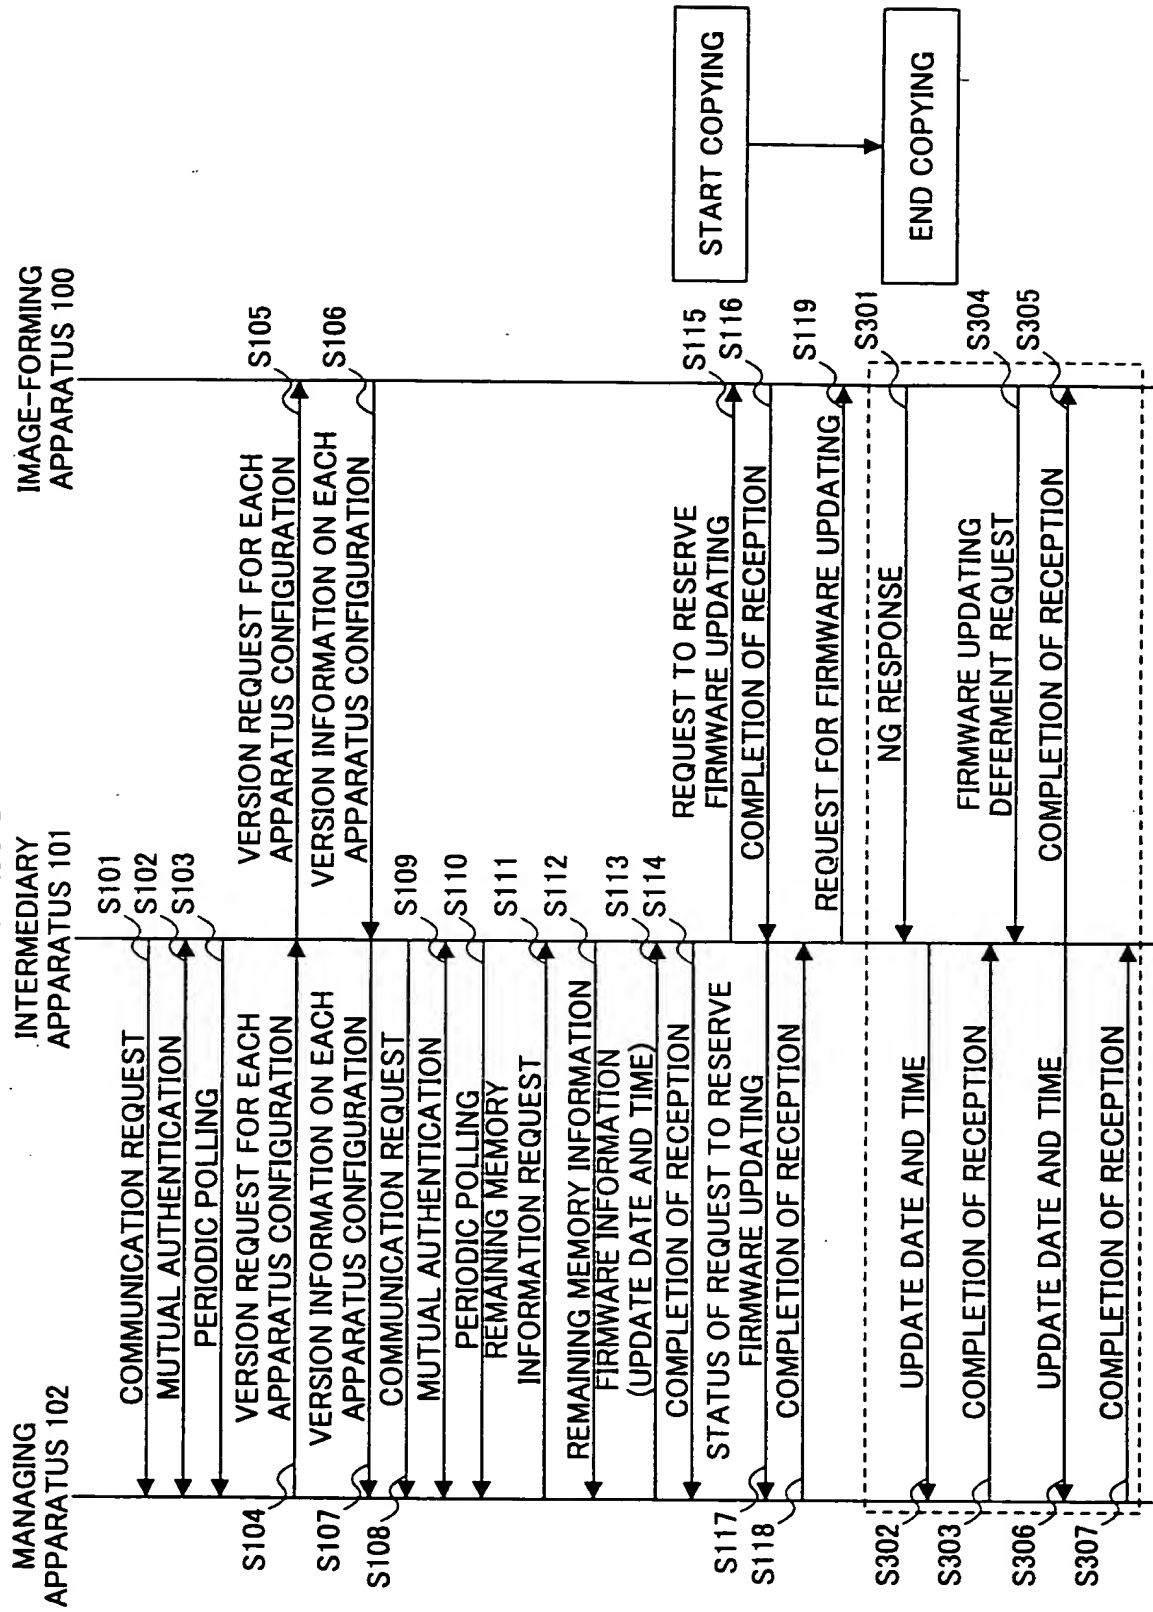 MANAGING
APPARATUS 102
INTERMEDIARY
APPARATUS 101
IMAGE-FORMING
APPARATUS 100
COMMUNICATION REQUEST
S101
MUTUAL AUTHENTICATION
S102
PERIODIC POLLING
S103
S104
VERSION REQUEST FOR EACH
APPARATUS CONFIGURATION
VERSION REQUEST FOR EACH
APPARATUS CONFIGURATION
S105
VERSION INFORMATION ON EACH
APPARATUS CONFIGURATION
S106
S107
VERSION INFORMATION ON EACH
APPARATUS CONFIGURATION
S108
COMMUNICATION REQUEST
MUTUAL AUTHENTICATION
S109
PERIODIC POLLING
S110
REMAINING MEMORY
INFORMATION REQUEST
S111
REMAINING MEMORY INFORMATION
S112
FIRMWARE INFORMATION
(UPDATE DATE AND TIME)
S113
COMPLETION OF RECEPTION
S114
REQUEST TO RESERVE
FIRMWARE UPDATING
S115
COMPLETION OF RECEPTION
S116
S117
STATUS OF REQUEST TO RESERVE
FIRMWARE UPDATING
S118
COMPLETION OF RECEPTION
REQUEST FOR FIRMWARE UPDATING
S119
START COPYING
END COPYING
NG RESPONSE
S301
S302
UPDATE DATE AND TIME
S303
COMPLETION OF RECEPTION
FIRMWARE UPDATING
DEFERMENT REQUEST
S304
COMPLETION OF RECEPTION
S305
S306
UPDATE DATE AND TIME
S307
COMPLETION OF RECEPTION